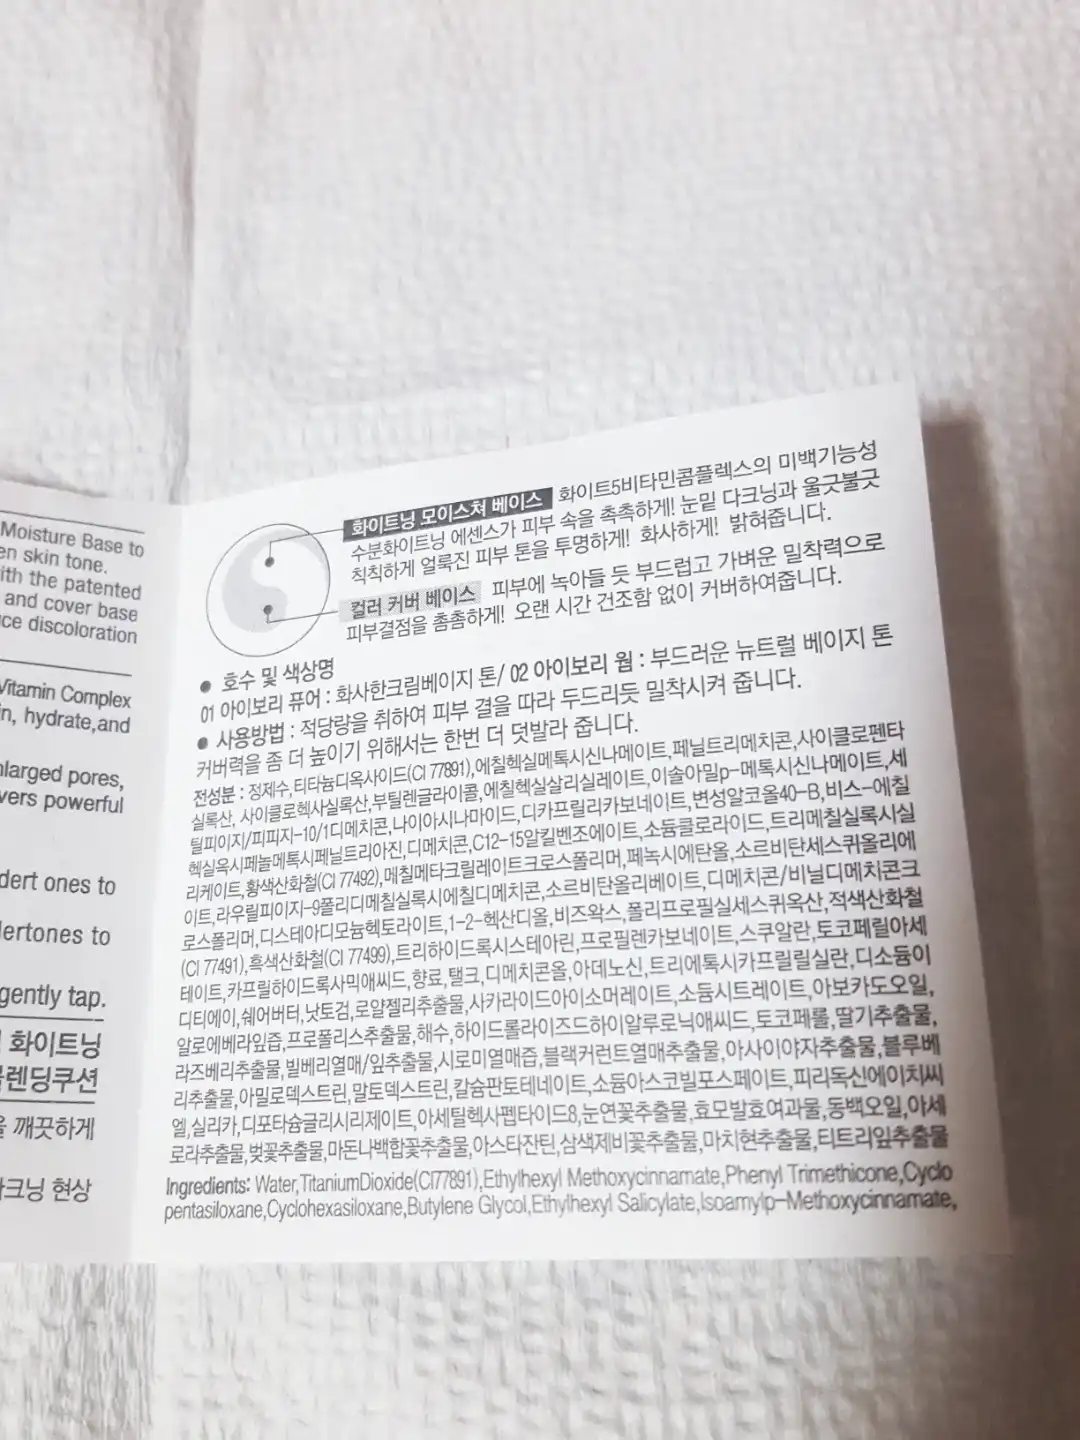 Moisture Base to
en skin tone.
ith the patented
and cover base
ce discoloration
Vitamin Complex
in, hydrate,and
nlarged pores,
vers powerful
dert ones to
lertones to
gently tap.
화이트닝
블렌딩쿠션
을 깨끗하게
다크닝 현상
화이트닝 모이스처 베이스 화이트5비타민콤플렉스의 미백기능성
수분화이트닝 에센스가 피부 속을 촉촉하게! 눈밑 다크닝과 울긋불긋
칙칙하게 얼룩진 피부 톤을 투명하게! 화사하게! 밝혀줍니다.
컬러 커버 베이스 피부에 녹아들 듯 부드럽고 가벼운 밀착력으로
피부결점을 촘촘하게! 오랜 시간 건조함 없이 커버하여줍니다.
● 호수 및 색상명
01 아이보리 퓨어 : 화사한크림베이지 톤/ 02 아이보리 웜 : 부드러운 뉴트럴 베이지 톤
● 사용방법 : 적당량을 취하여 피부 결을 따라 두드리듯 밀착시켜 줍니다.
커버력을 좀 더 높이기 위해서는 한번 더 덧발라 줍니다.
전성분 : 정제수,티타늄디옥사이드(CI 77891),에칠헥실메톡시신나메이트,페닐트리메치콘,사이클로펜타
실록산, 사이클로헥사실록산,부틸렌글라이콜,에칠헥실살리실레이트,이술아밀p-메톡시신나메이트,세
틸피이지/피피지-10/1디메치콘,나이아신아마이드,디카프릴리카보네이트,변성알코올40-B,비스-에칠
헥실옥시페놀메톡시페닐트리아진,디메치콘,C12-15알킬벤조에이트,소듐클로라이드,트리메칠실록시실
리케이트,황색산화철(CI 77492),메칠메타크릴레이트크로스폴리머,페녹시에탄올,소르비탄세스퀴올리에
이트,라우릴피이지-9폴리디메칠실록시에칠디메치콘,소르비탄올리베이트,디메치콘/비닐디메치콘크
로스폴리머,디스테아디모늄헥토라이트,1-2-헥산디올,비즈왁스,폴리프로필실세스퀴옥산,적색산화철
(CI 77491),흑색산화철(CI 77499),트리하이드록시스테아린,프로필렌카보네이트,스쿠알란,토코페릴아세
테이트,카프릴하이드록사믹애씨드,향료,탤크,디메치콘올,아데노신,트리에톡시카프릴릴실란,디소듐이
디티에이,쉐어버터,낫토검,로얄젤리추출물,사카라이드아이소머레이트,소듐시트레이트,아보카도오일,
알로에베라잎즙,프로폴리스추출물,해수,하이드롤라이즈드하이알루로닉애씨드,토코페롤,딸기추출물,
라즈베리추출물,빌베리열매/잎추출물,시로미열매즙,블랙커런트열매추출물,아사이야자추출물,블루베
리추출물,아밀로덱스트린,말토덱스트린,칼슘판토테네이트,소듐아스코빌포스페이트,피리독신에이치씨
엘,실리카,디포타슘글리시리제이트,아세틸헥사펩타이드8,눈연꽃추출물,효모발효여과물,동백오일,아세
로라추출물,벚꽃추출물,마돈나백합꽃추출물,아스타잔틴,삼색제비꽃추출물,마치현추출물,티트리잎추출물
Ingredients: Water,TitaniumDioxide(CI77891),Ethylhexyl Methoxycinnamate,Phenyl Trimethicone,Cyclo
pentasiloxane,Cyclohexasiloxane,Butylene Glycol,Ethylhexyl Salicylate,Isoamylp-Methoxycinnamate,